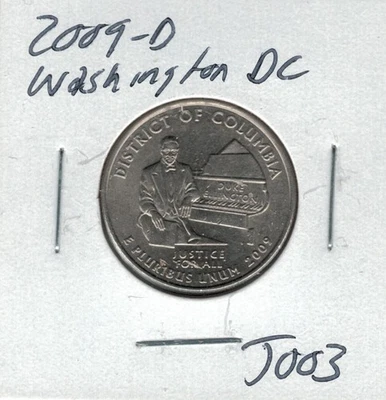 2009-D
Washington DC
DISTRICT OF COLUMBIA
DUKE
ELLINGTON
JUSTICE
FOR ALL
E PLURIBUS UNUM 2009
J003